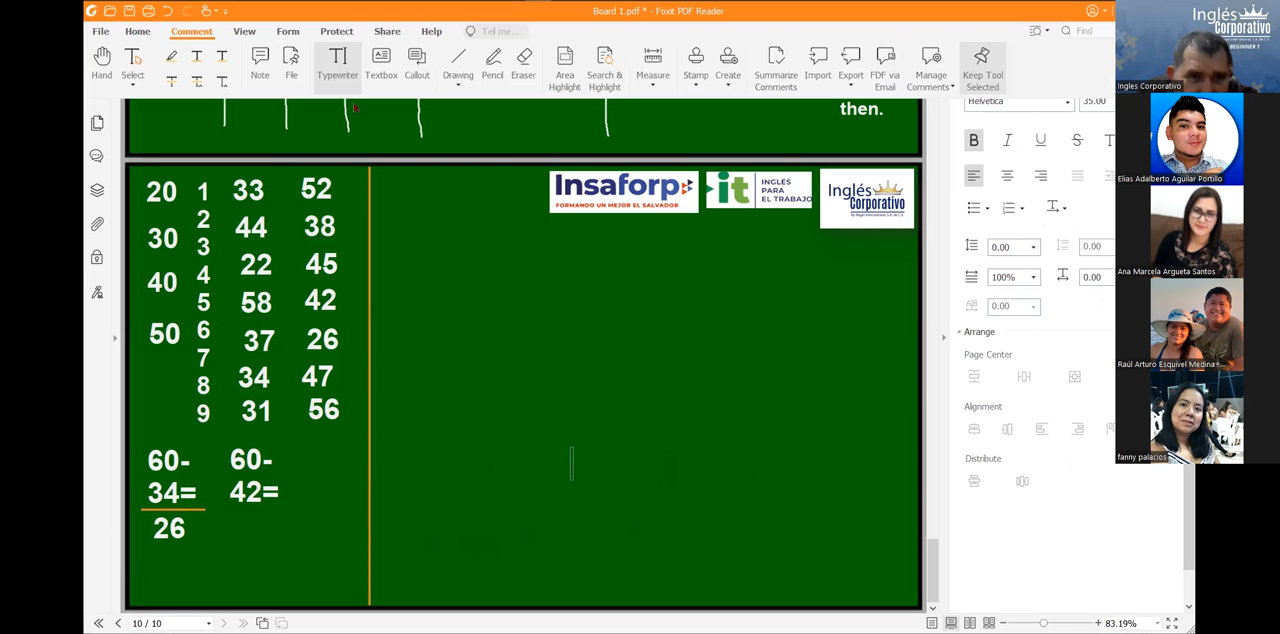 Board 1.pdf * - Foxit PDF Reader
File Home Comment View Form Protect Share Help Tell me... Find
Hand Select Note File Typewriter Textbox Callout Drawing Pencil Eraser Area Highlight Search & Highlight Measure Stamp Create Summarize Comments Import Export FDF via Email Manage Comments Keep Tool Selected
then.
20 1 33 52
2 44 38
30 3
40 4 22 45
5 58 42
50 6 37 26
7
8 34 47
9 31 56
60- 60-
34= 42=
26
Insaforp
FORMANDO UN MEJOR EL SALVADOR
it INGLÉS PARA EL TRABAJO
Inglés Corporativo
Helvetica 35.00
B I U S T
0.00 0.00
100% 0.00
0.00
Arrange
Page Center
Alignment
Distribute
10 / 10
83.19%
Inglés Corporativo
BEGINNER 1
Ingles Corporativo
Elias Adalberto Aguilar Portillo
Ana Marcela Argueta Santos
Raúl Arturo Esquivel Medina
fanny palacios